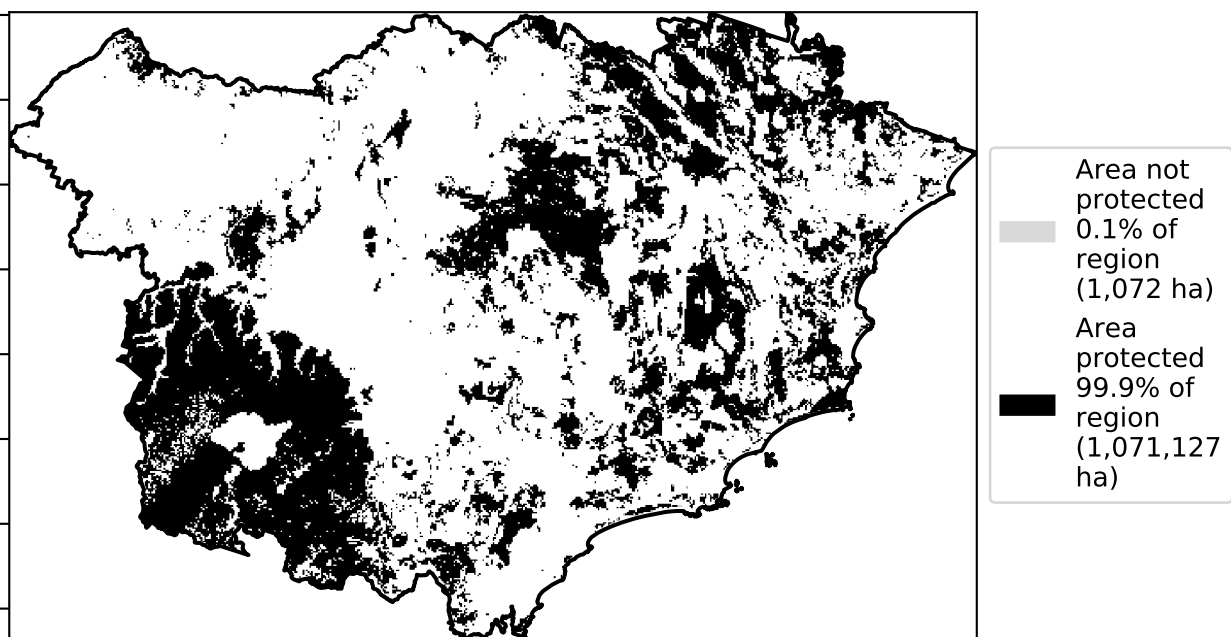 Area not
protected
0.1% of
region
(1,072 ha)
Area
protected
99.9% of
region
(1,071,127
ha)